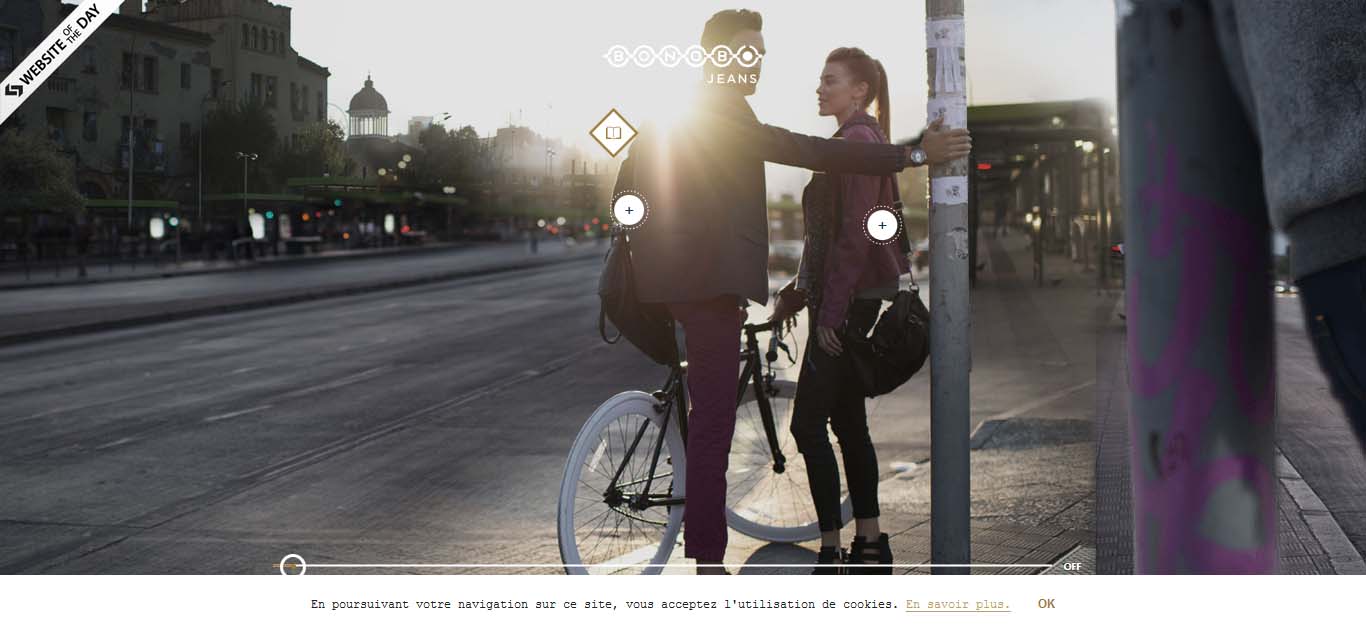 WEBSITE OF THE DAY
BONOBO
JEANS
OFF
En poursuivant votre navigation sur ce site, vous acceptez l'utilisation de cookies. En savoir plus. OK